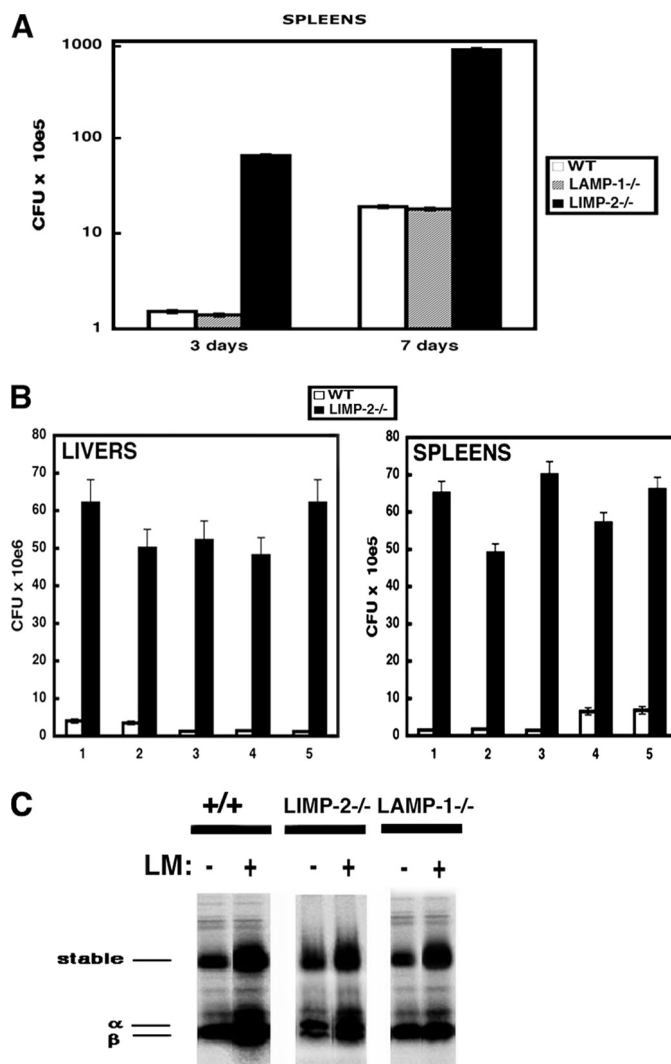 A
SPLEENS
CFU x 10e5
1000
100
10
1
3 days
7 days
WT
LAMP-1-/-
LIMP-2-/-
B
WT
LIMP-2-/-
LIVERS
CFU x 10e6
80
70
60
50
40
30
20
10
0
1 2 3 4 5
SPLEENS
CFU x 10e5
80
70
60
50
40
30
20
10
0
1 2 3 4 5
C
+/+ LIMP-2-/- LAMP-1-/-
LM: - + - + - +
stable
α
β